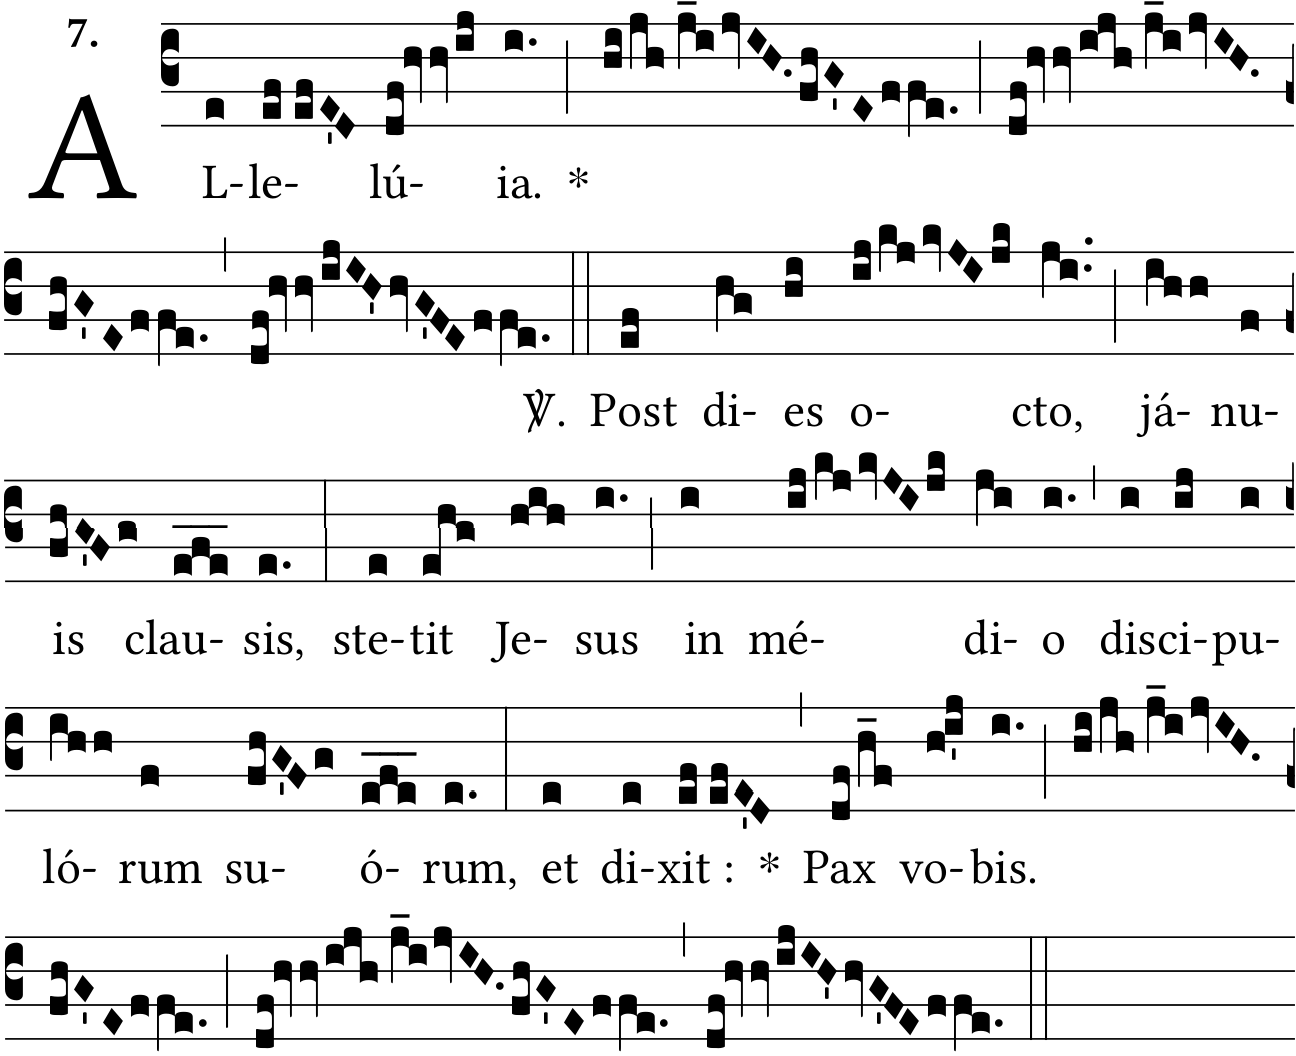 7.
AL-le- lú- ia. *
℣. Post di- es o- cto, já- nu-
is clau- sis, ste-tit Je- sus in mé- di- o disci-pu-
ló- rum su- ó- rum, et di-xit : * Pax vo-bis.